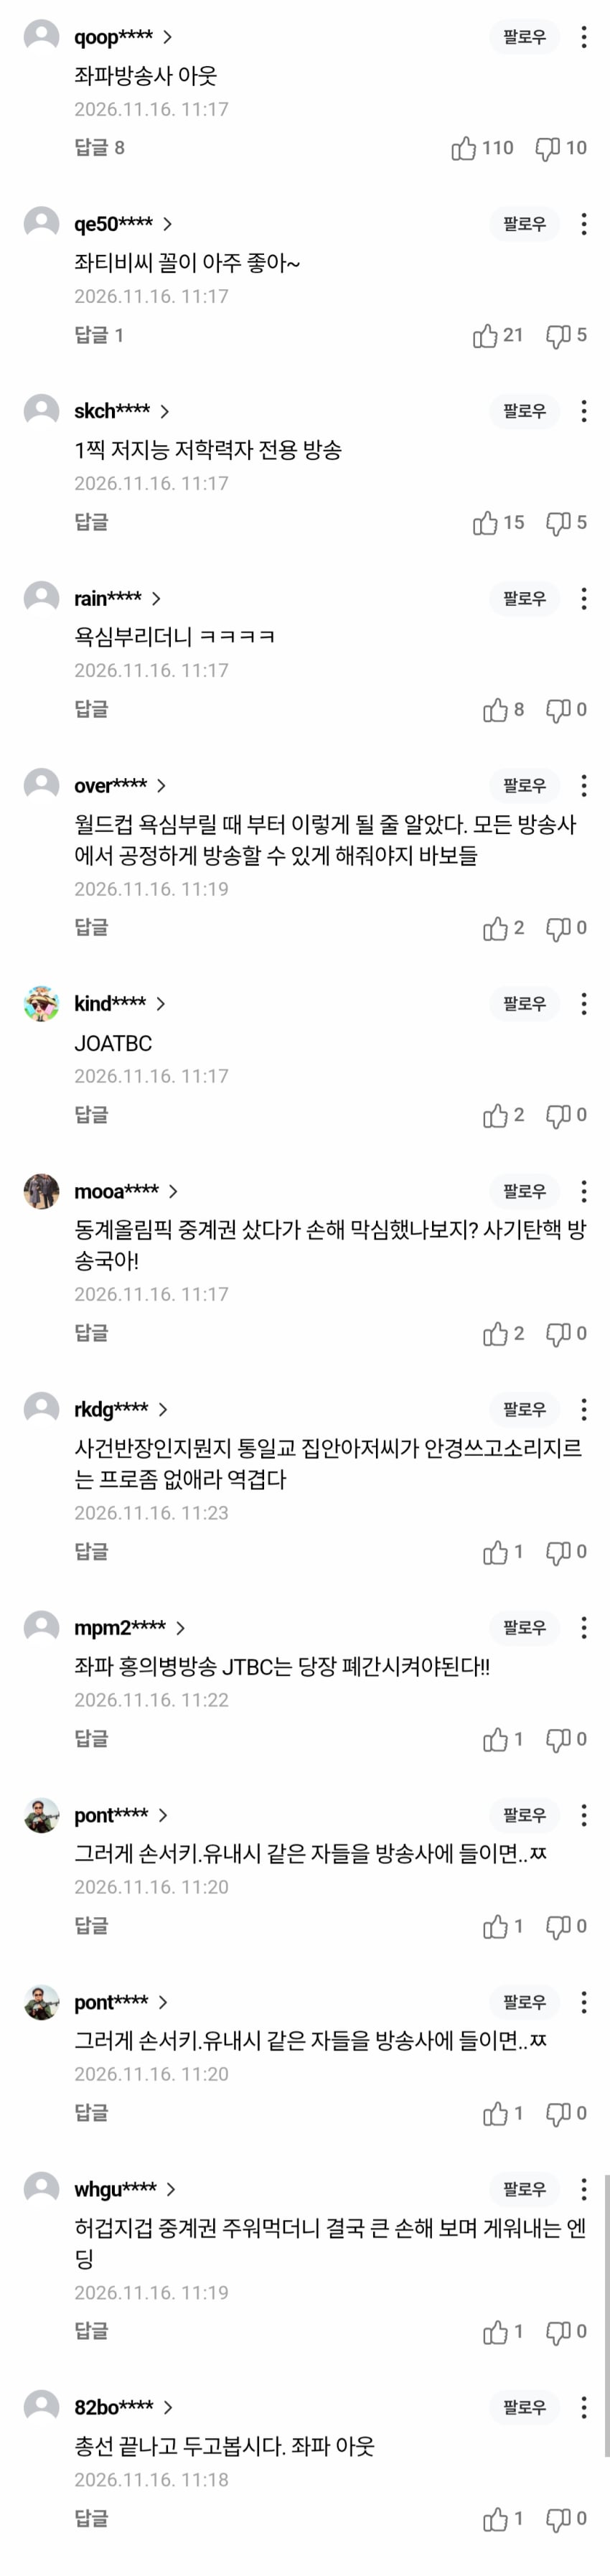 qoop**** >
팔로우
좌파방송사 아웃
2026.11.16. 11:17
답글 8
110
10
qe50**** >
팔로우
좌티비씨 꼴이 아주 좋아~
2026.11.16. 11:17
답글 1
21
5
skch**** >
팔로우
1찍 저지능 저학력자 전용 방송
2026.11.16. 11:17
답글
15
5
rain**** >
팔로우
욕심부리더니 ㅋㅋㅋㅋ
2026.11.16. 11:17
답글
8
0
over**** >
팔로우
월드컵 욕심부릴 때 부터 이렇게 될 줄 알았다. 모든 방송사
에서 공정하게 방송할 수 있게 해줘야지 바보들
2026.11.16. 11:19
답글
2
0
kind**** >
팔로우
JOATBC
2026.11.16. 11:17
답글
2
0
mooa**** >
팔로우
동계올림픽 중계권 샀다가 손해 막심했나보지? 사기탄핵 방
송국아!
2026.11.16. 11:17
답글
2
0
rkdg**** >
팔로우
사건반장인지뭔지 통일교 집안아저씨가 안경쓰고소리지르
는 프로좀 없애라 역겹다
2026.11.16. 11:23
답글
1
0
mpm2**** >
팔로우
좌파 홍의병방송 JTBC는 당장 폐간시켜야된다!!
2026.11.16. 11:22
답글
1
0
pont**** >
팔로우
그러게 손서키.유내시 같은 자들을 방송사에 들이면..ㅉ
2026.11.16. 11:20
답글
1
0
pont**** >
팔로우
그러게 손서키.유내시 같은 자들을 방송사에 들이면..ㅉ
2026.11.16. 11:20
답글
1
0
whgu**** >
팔로우
허겁지겁 중계권 주워먹더니 결국 큰 손해 보며 게워내는 엔
딩
2026.11.16. 11:19
답글
1
0
82bo**** >
팔로우
총선 끝나고 두고봅시다. 좌파 아웃
2026.11.16. 11:18
답글
1
0